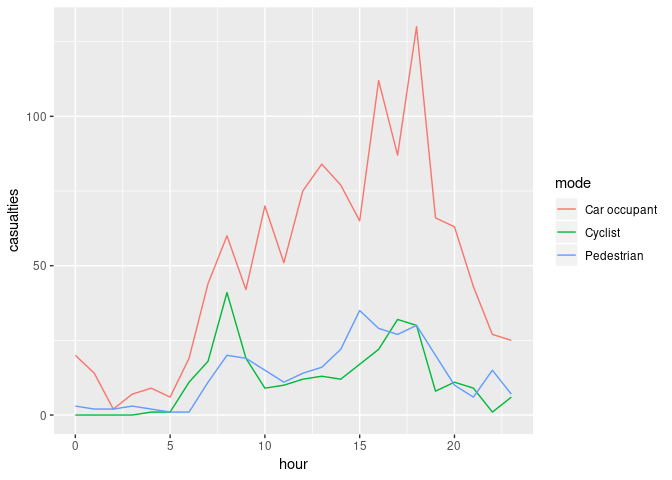 casualties
100
50
0
0 5 10 15 20
hour
mode
Car occupant
Cyclist
Pedestrian